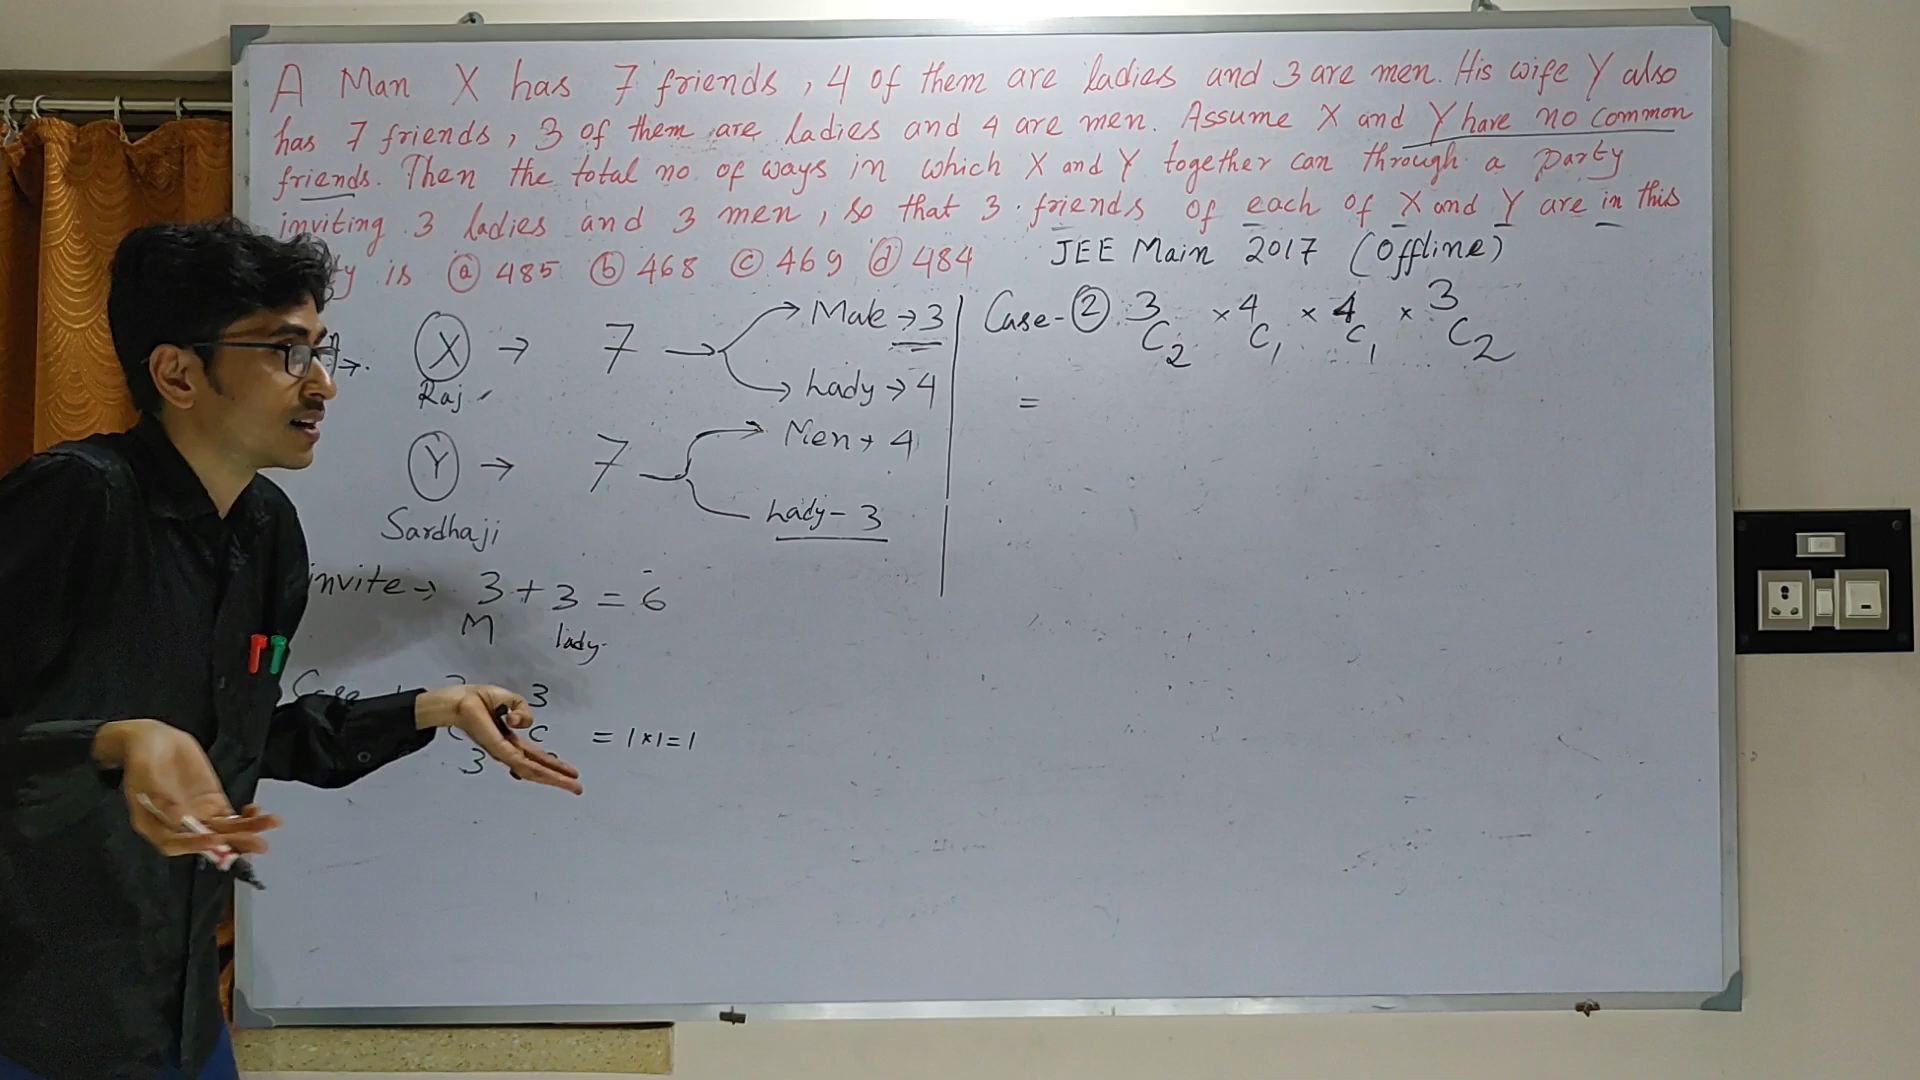 A Man X has 7 friends, 4 of them are ladies and 3 are men. His wife Y also
has 7 friends, 3 of them are ladies and 4 are men. Assume X and Y have no common
friends. Then the total no of ways in which X and Y together can through a party
inviting 3 ladies and 3 men, so that 3 friends of each of X and Y are in this
ty is (a) 485 (b) 468 (c) 469 (d) 484 JEE Main 2017 (Offline)
X → 7 → Male → 3
Raj
Lady → 4
Y → 7 Men → 4
Sardhaji
Lady - 3
invite → 3 + 3 = 6
M lady
Case
3
C = 1×1=1
3
Case - (2) 3C2 × 4C1 × 4C1 × 3C2
=